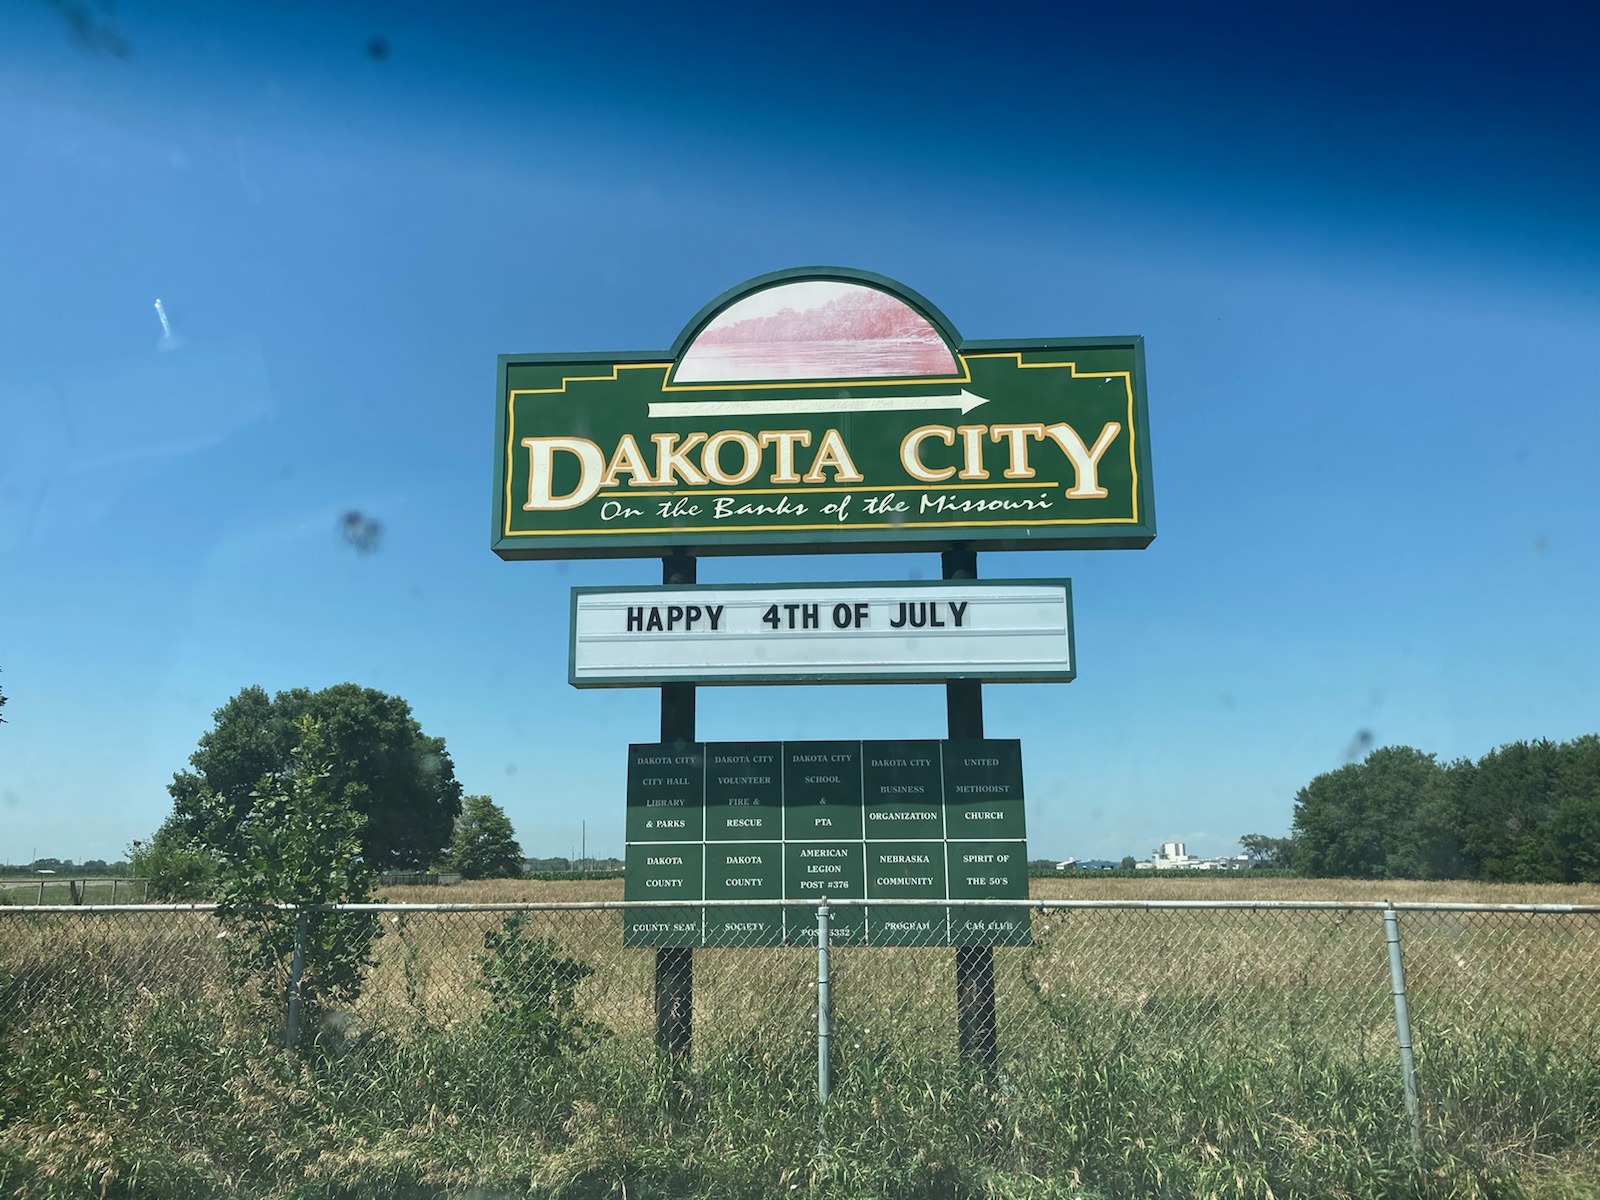 DAKOTA CITY
On the Banks of the Missouri
HAPPY 4TH OF JULY
DAKOTA CITY
CITY HALL
LIBRARY
& PARKS
DAKOTA CITY
VOLUNTEER
FIRE &
RESCUE
DAKOTA CITY
SCHOOL
&
PTA
DAKOTA CITY
BUSINESS
ORGANIZATION
UNITED
METHODIST
CHURCH
DAKOTA
COUNTY
COUNTY SEAT
DAKOTA
COUNTY
SOCIETY
AMERICAN
LEGION
POST #376
NEBRASKA
COMMUNITY
PROGRAM
SPIRIT OF
THE 50'S
CAR CLUB